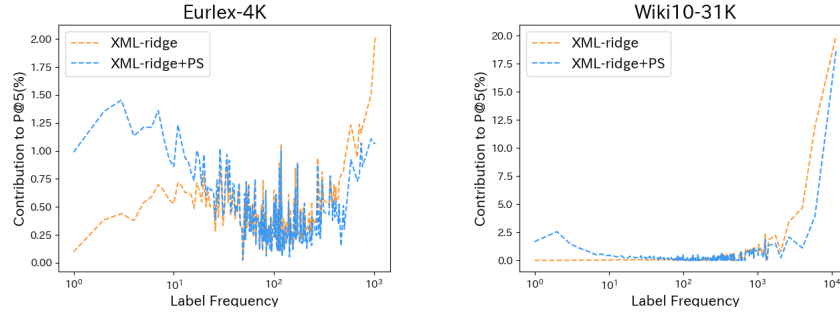 Eurlex-4K
2.00
1.75
1.50
1.25
1.00
0.75
0.50
0.25
0.00
Contribution to P@5(%)
XML-ridge
XML-ridge+PS
10⁰
10¹
10²
10³
Label Frequency
Wiki10-31K
20.0
17.5
15.0
12.5
10.0
7.5
5.0
2.5
0.0
Contribution to P@5(%)
XML-ridge
XML-ridge+PS
10⁰
10¹
10²
10³
10⁴
Label Frequency